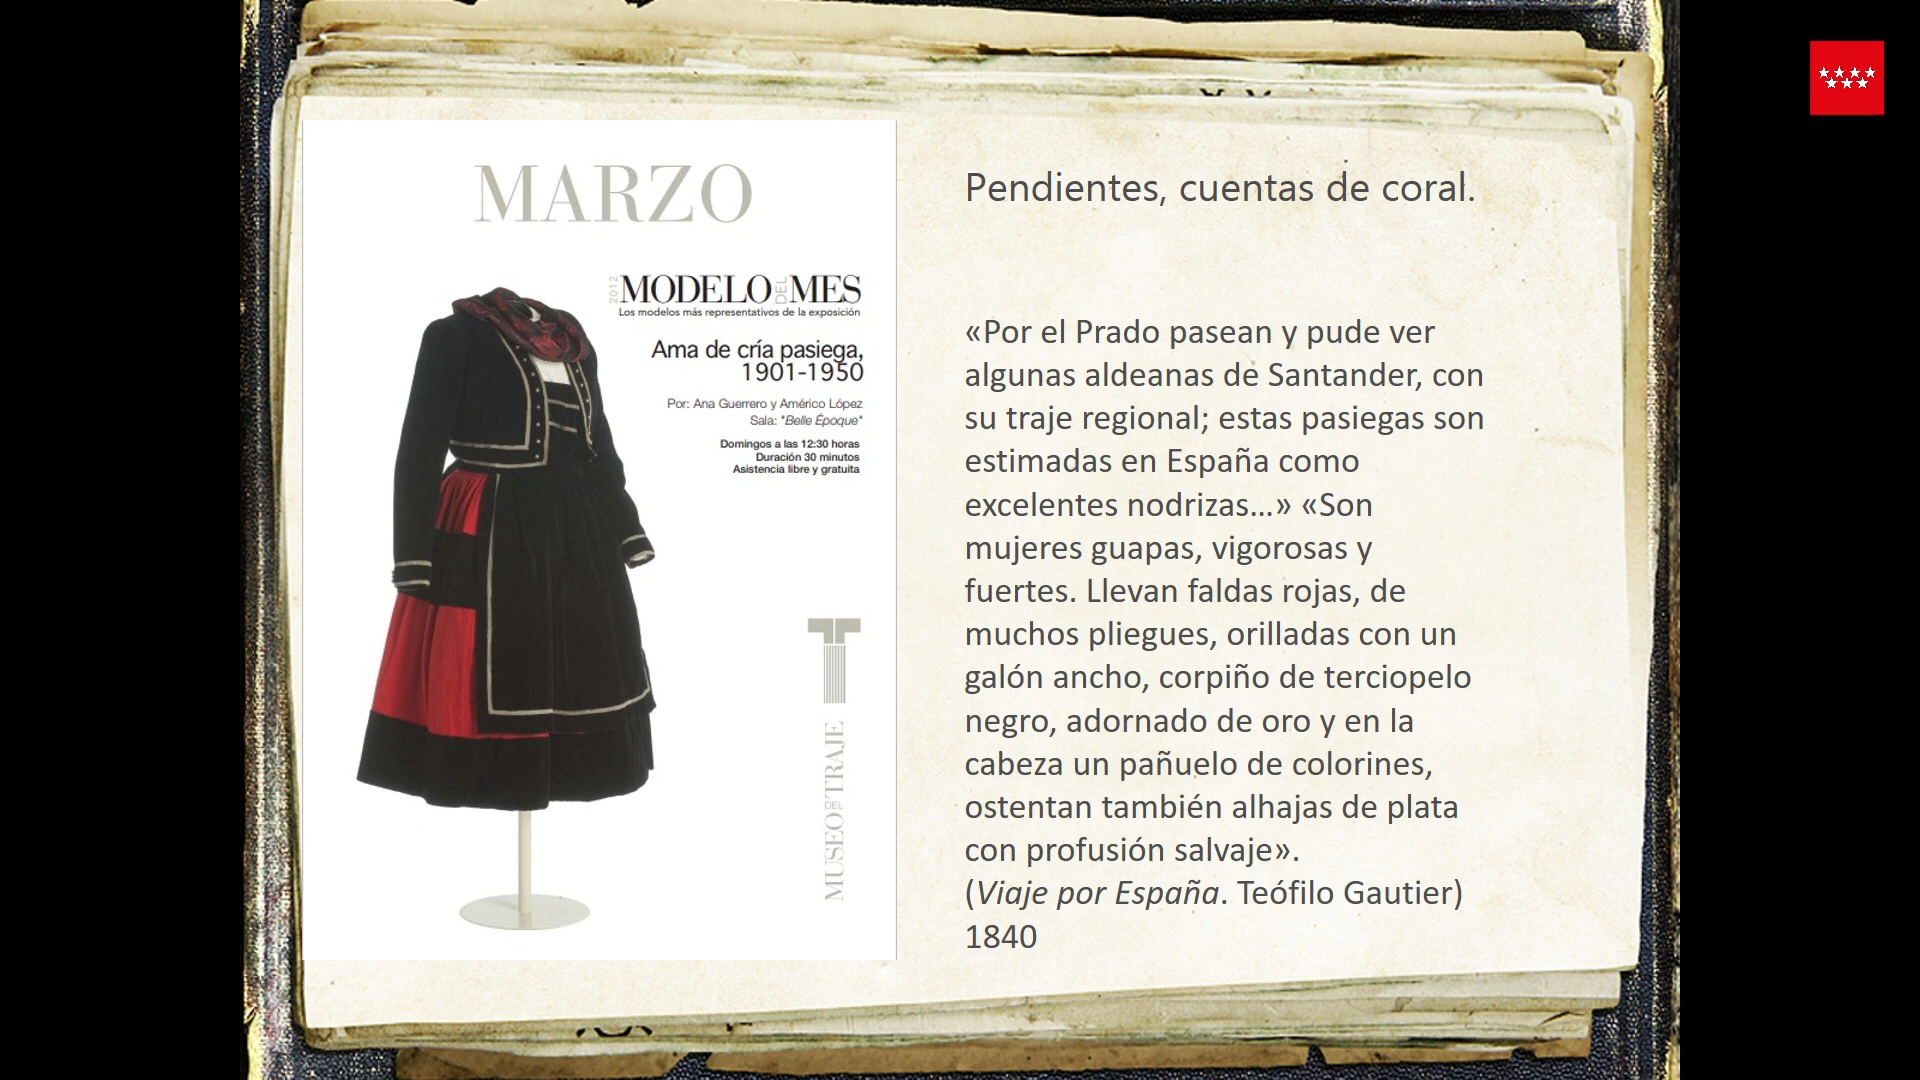 MARZO
2012 MODELO DEL MES
Los modelos más representativos de la exposición
Ama de cría pasiega,
1901-1950
Por: Ana Guerrero y Américo López
Sala: "Belle Époque"
Domingos a las 12:30 horas
Duración 30 minutos
Asistencia libre y gratuita
MUSEO DEL TRAJE
Pendientes, cuentas de coral.
«Por el Prado pasean y pude ver
algunas aldeanas de Santander, con
su traje regional; estas pasiegas son
estimadas en España como
excelentes nodrizas…» «Son
mujeres guapas, vigorosas y
fuertes. Llevan faldas rojas, de
muchos pliegues, orilladas con un
galón ancho, corpiño de terciopelo
negro, adornado de oro y en la
cabeza un pañuelo de colorines,
ostentan también alhajas de plata
con profusión salvaje».
(Viaje por España. Teófilo Gautier)
1840